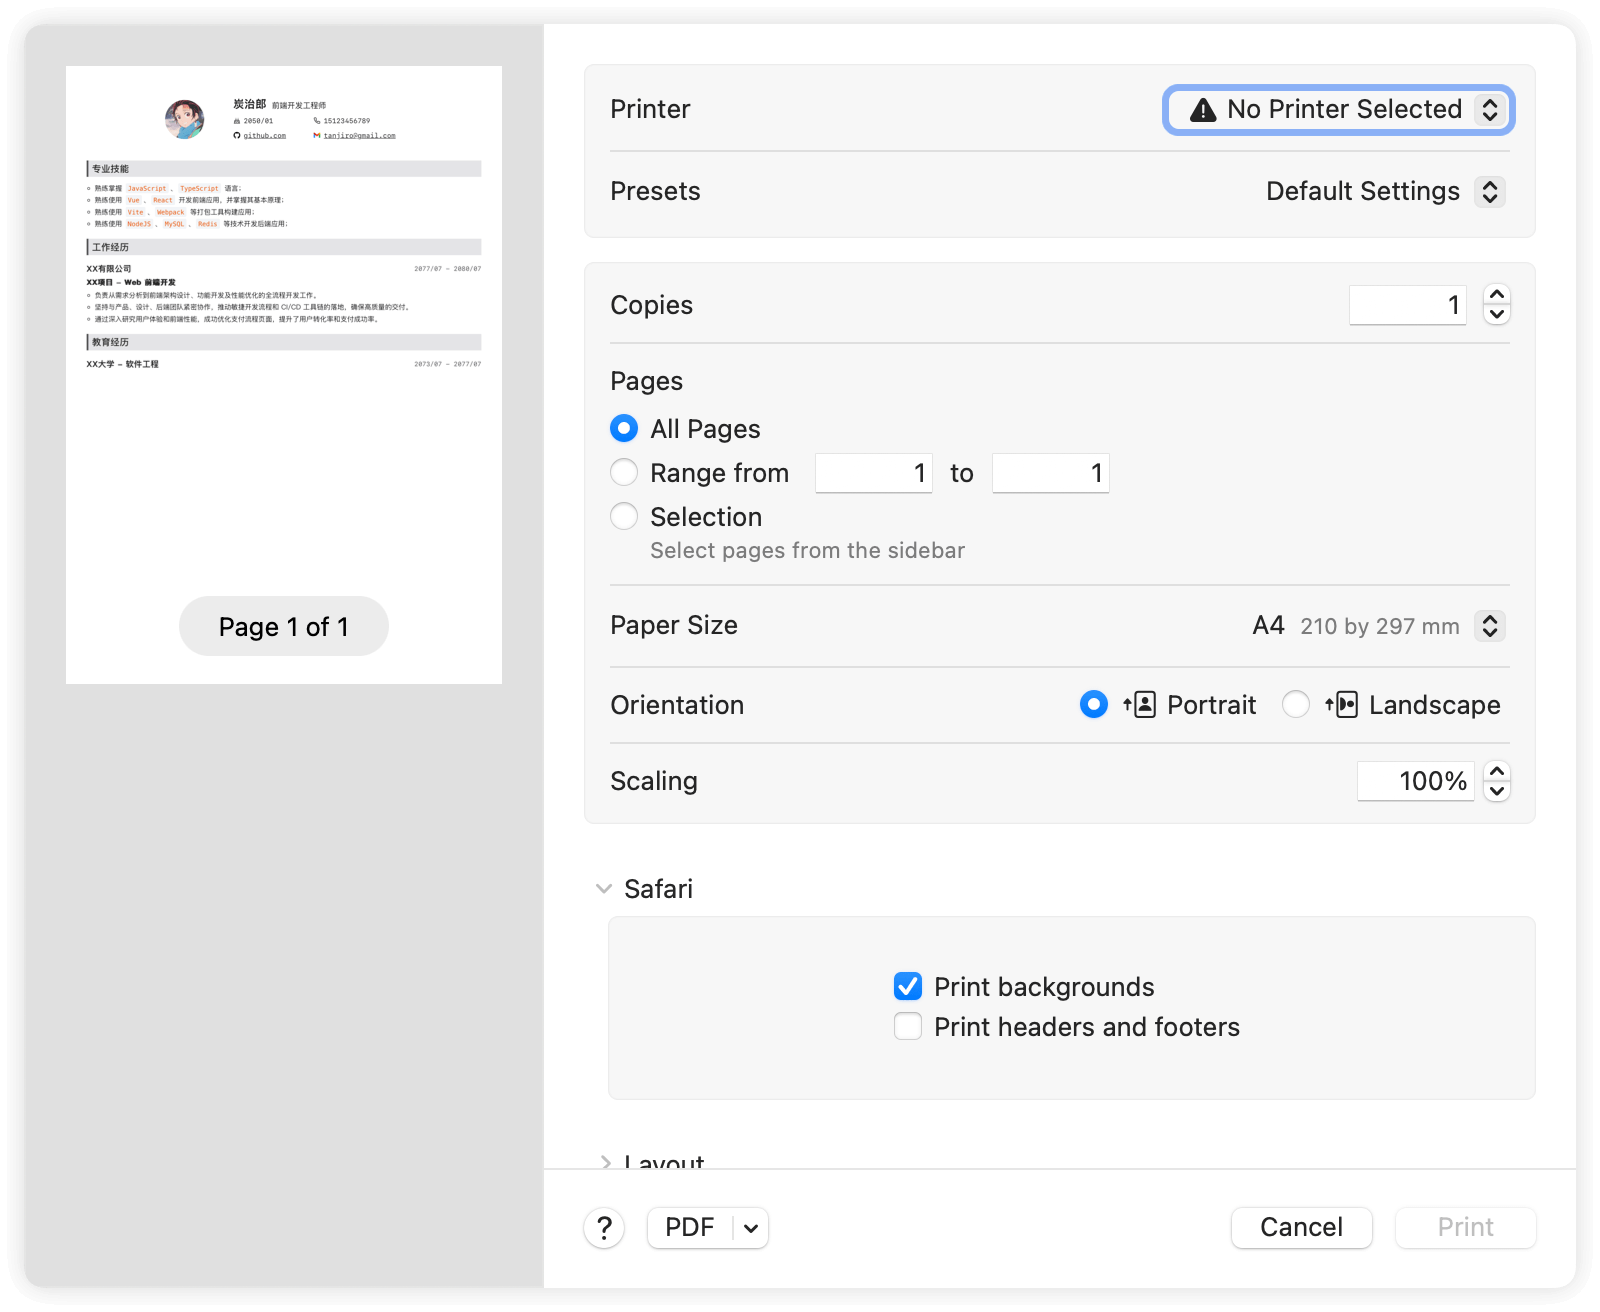 炭治郎 前端开发工程师
2050/01 15123456789
github.com tanjiro@gmail.com
专业技能
熟练掌握 JavaScript 、 TypeScript 语言；
熟练使用 Vue 、 React 开发前端应用，并掌握其基本原理；
熟练使用 Vite 、 Webpack 等打包工具构建应用；
熟练使用 NodeJS 、 MySQL 、 Redis 等技术开发后端应用；
工作经历
XX有限公司 2077/07 – 2080/07
XX项目 – Web 前端开发
负责从需求分析到前端架构设计、功能开发及性能优化的全流程开发工作。
坚持与产品、设计、后端团队紧密协作，推动敏捷开发流程和 CI/CD 工具链的落地，确保高质量的交付。
通过深入研究用户体验和前端性能，成功优化支付流程页面，提升了用户转化率和支付成功率。
教育经历
XX大学 – 软件工程 2073/07 – 2077/07
Page 1 of 1
Printer No Printer Selected
Presets Default Settings
Copies 1
Pages
All Pages
Range from 1 to 1
Selection
Select pages from the sidebar
Paper Size A4 210 by 297 mm
Orientation Portrait Landscape
Scaling 100%
Safari
Print backgrounds
Print headers and footers
Layout
? PDF Cancel Print